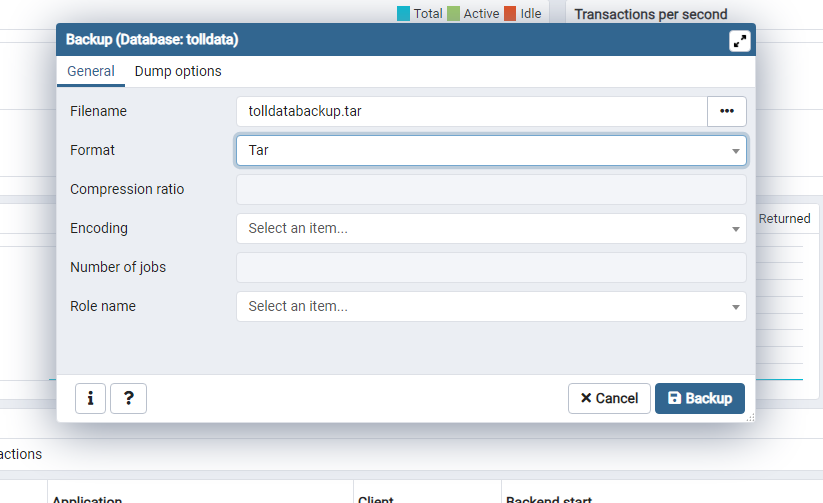 Total Active Idle
Transactions per second
Backup (Database: tolldata)
General Dump options
Filename tolldatabackup.tar •••
Format Tar
Compression ratio
Encoding Select an item...
Returned
Number of jobs
Role name Select an item...
i ? Cancel Backup
actions
Application Client Backend start